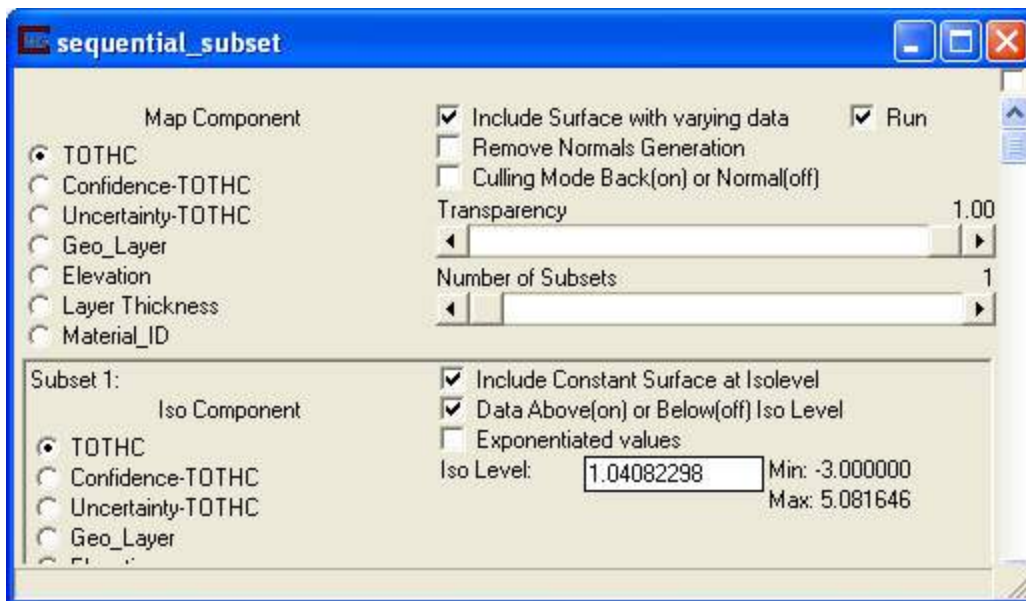 sequential_subset
Map Component
TOTHC
Confidence-TOTHC
Uncertainty-TOTHC
Geo_Layer
Elevation
Layer Thickness
Material_ID
Include Surface with varying data
Run
Remove Normals Generation
Culling Mode Back(on) or Normal(off)
Transparency 1.00
Number of Subsets 1
Subset 1:
Iso Component
TOTHC
Confidence-TOTHC
Uncertainty-TOTHC
Geo_Layer
Include Constant Surface at Isolevel
Data Above(on) or Below(off) Iso Level
Exponentiated values
Iso Level: 1.04082298 Min: -3.000000
Max: 5.081646